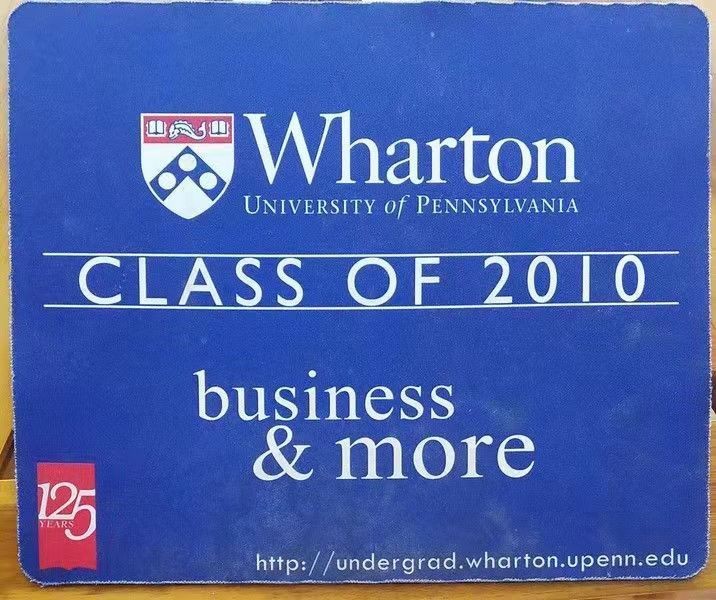 Wharton
UNIVERSITY of PENNSYLVANIA
CLASS OF 2010
business
& more
125
YEARS
http://undergrad.wharton.upenn.edu